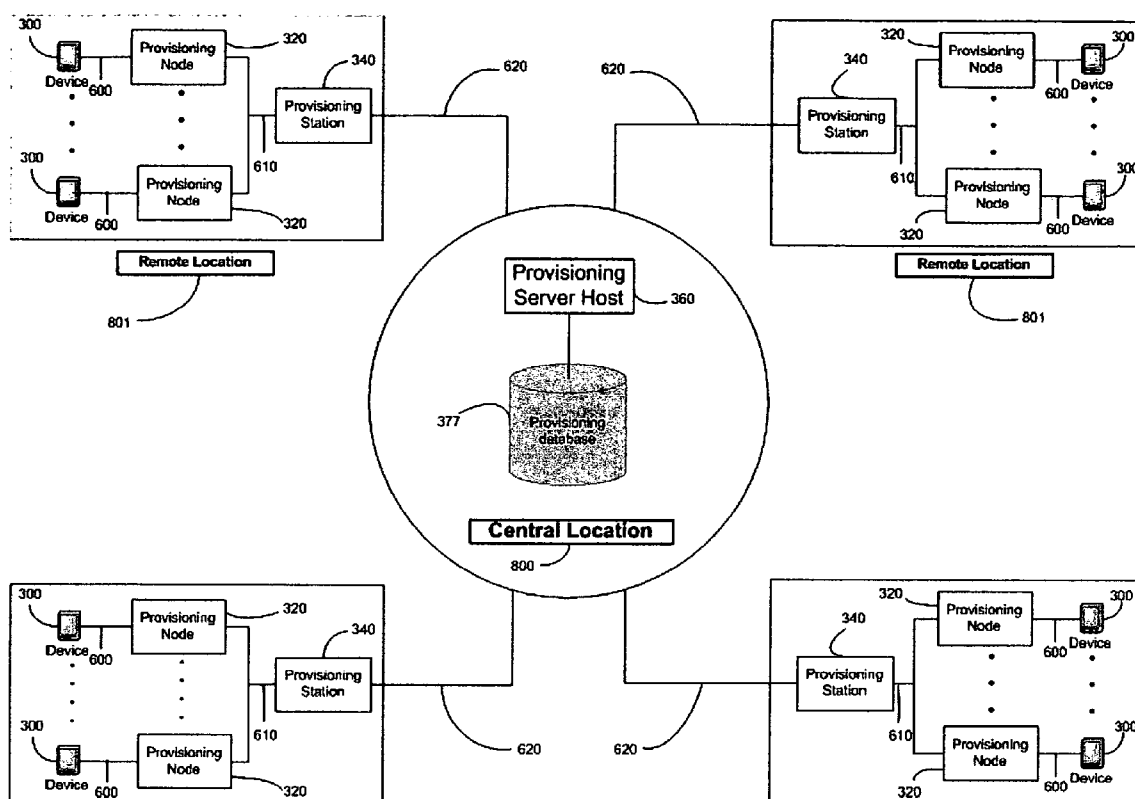 300
320
Provisioning
Node
340
Device
600
Provisioning
Station
620
610
300
Provisioning
Node
Device
600
320
Remote Location
801
320
300
Provisioning
Node
340
600
Device
620
Provisioning
Station
610
300
Provisioning
Node
320
600
Device
Remote Location
801
Provisioning
Server Host
360
377
Provisioning
database
Central Location
800
300
320
Provisioning
Node
340
Device
600
Provisioning
Station
610
620
300
Provisioning
Node
Device
600
320
320
300
Provisioning
Node
340
600
Device
Provisioning
Station
620
610
300
Provisioning
Node
320
600
Device